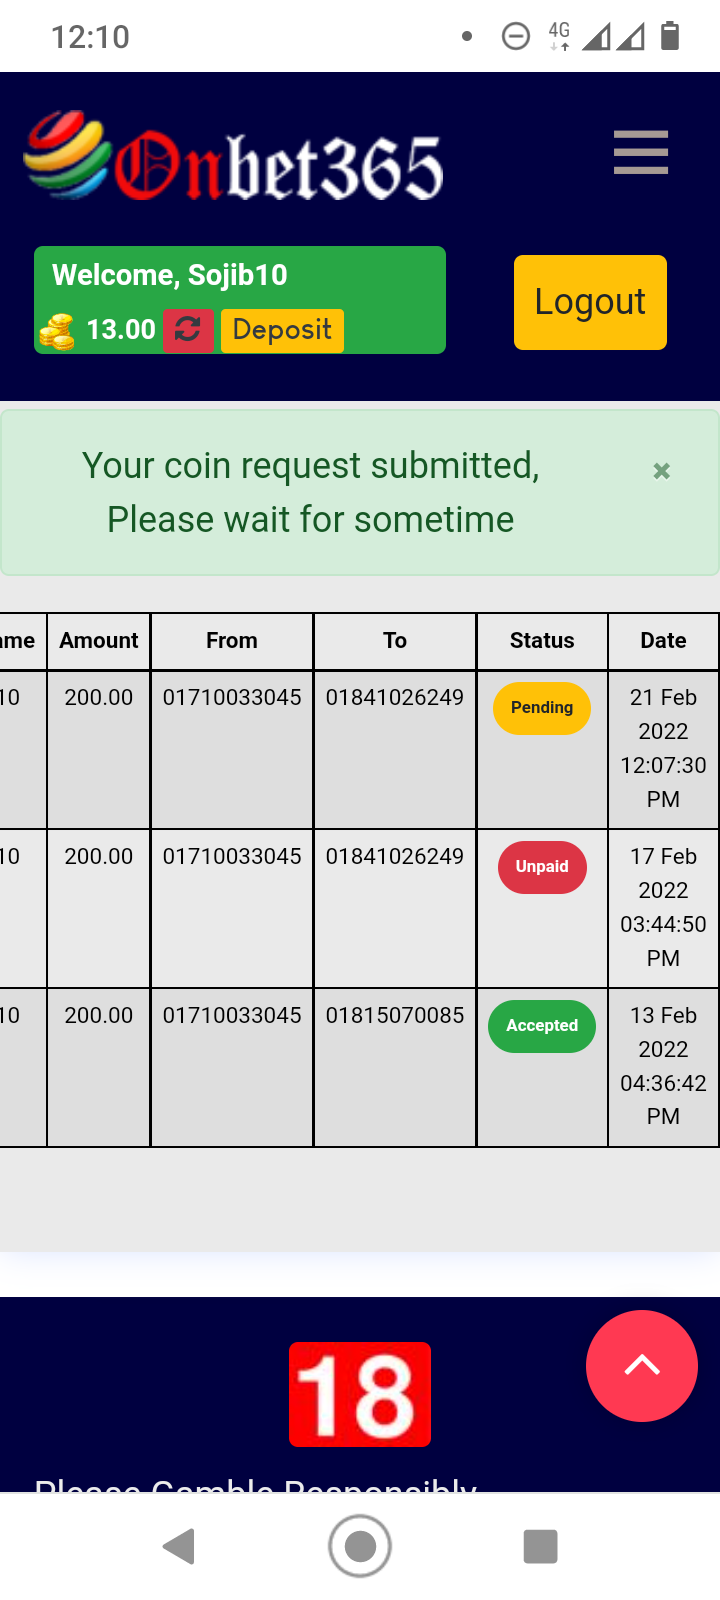 12:10
4G
Onbet365
Welcome, Sojib10
13.00
Deposit
Logout
Your coin request submitted,
Please wait for sometime
×
ame Amount From To Status Date
10 200.00 01710033045 01841026249 Pending 21 Feb
2022
12:07:30
PM
10 200.00 01710033045 01841026249 Unpaid 17 Feb
2022
03:44:50
PM
10 200.00 01710033045 01815070085 Accepted 13 Feb
2022
04:36:42
PM
18
Please Gamble Responsibly